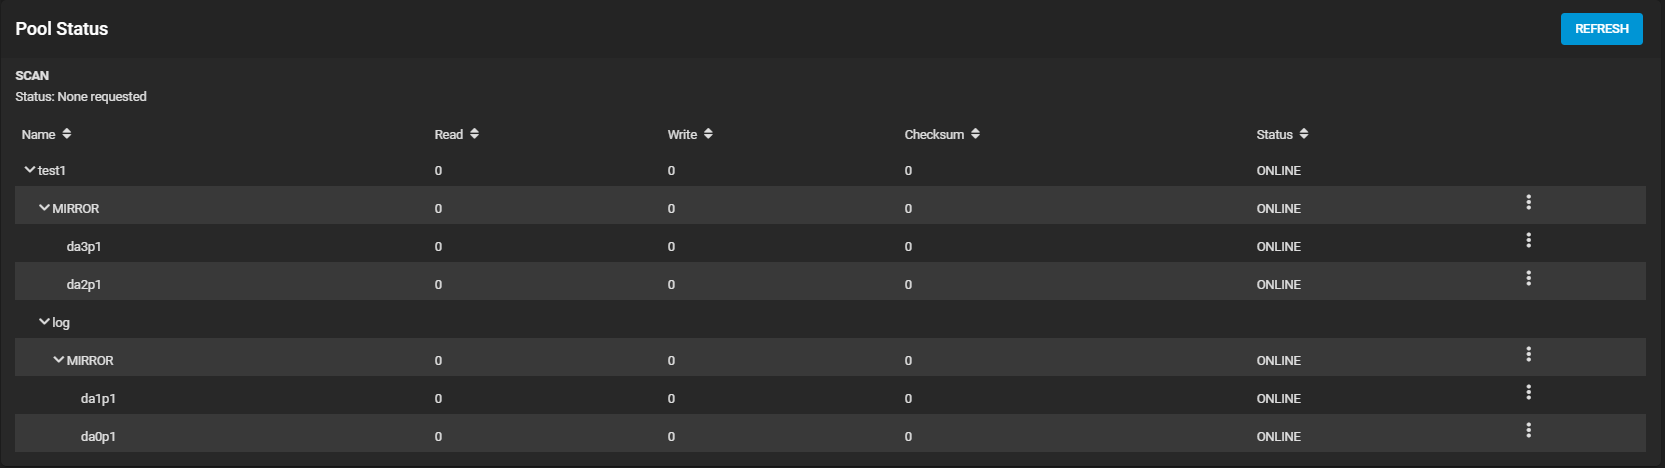 Pool Status
REFRESH
SCAN
Status: None requested
Name Read Write Checksum Status
test1 0 0 0 ONLINE
MIRROR 0 0 0 ONLINE
da3p1 0 0 0 ONLINE
da2p1 0 0 0 ONLINE
log
MIRROR 0 0 0 ONLINE
da1p1 0 0 0 ONLINE
da0p1 0 0 0 ONLINE